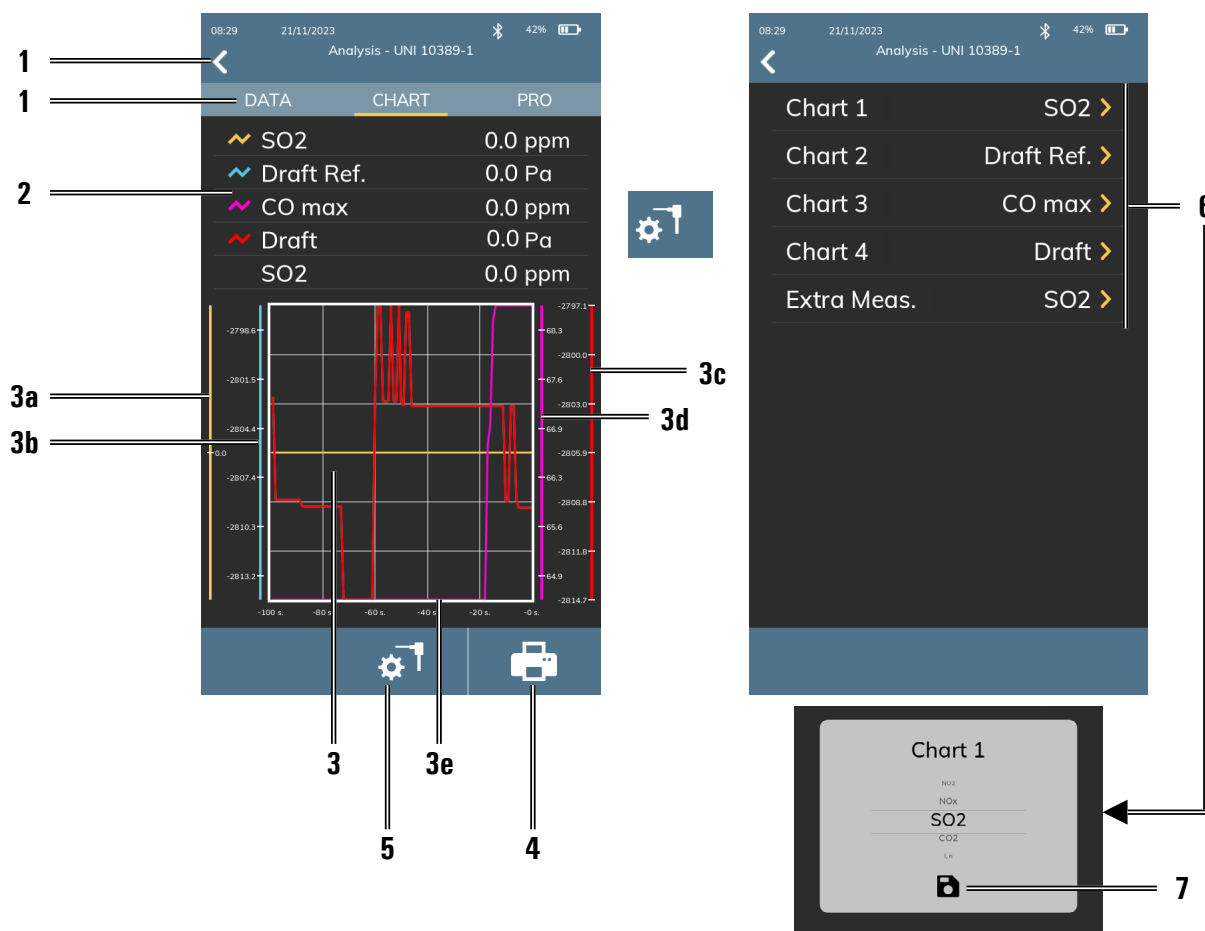 08:29 21/11/2023 42%
Analysis - UNI 10389-1
1
1
DATA CHART PRO
SO2 0.0 ppm
Draft Ref. 0.0 Pa
2
CO max 0.0 ppm
Draft 0.0 Pa
SO2 0.0 ppm
-2797.1
-2798.6 68.3
-2800.0
3c
-2801.5 67.6
3a
-2803.0
3d
-2804.4 66.9
3b
0.0 -2805.9
-2807.4 66.3
-2808.8
-2810.3 65.6
-2811.8
-2813.2 64.9
-2814.7
-100 s. -80 s. -60 s. -40 s. -20 s. -0 s.
3 3e
5 4
08:29 21/11/2023 42%
Analysis - UNI 10389-1
Chart 1 SO2
Chart 2 Draft Ref.
Chart 3 CO max
6
Chart 4 Draft
Extra Meas. SO2
Chart 1
NO2
NOx
SO2
CO2
7